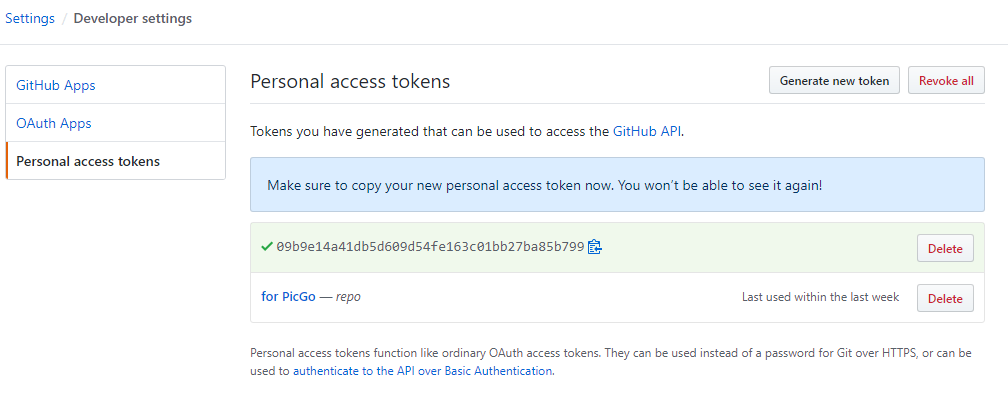 Settings / Developer settings
GitHub Apps
OAuth Apps
Personal access tokens
Personal access tokens
Generate new token
Revoke all
Tokens you have generated that can be used to access the GitHub API.
Make sure to copy your new personal access token now. You won't be able to see it again!
09b9e14a41db5d609d54fe163c01bb27ba85b799
Delete
for PicGo — repo
Last used within the last week
Delete
Personal access tokens function like ordinary OAuth access tokens. They can be used instead of a password for Git over HTTPS, or can be
used to authenticate to the API over Basic Authentication.